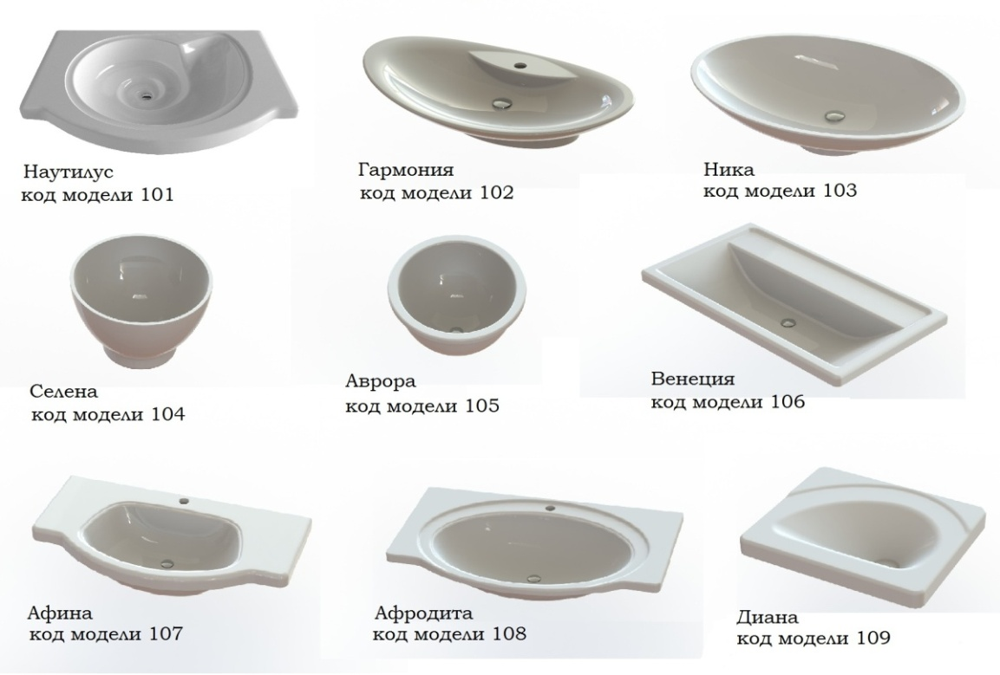 Наутилус
код модели 101
Гармония
код модели 102
Ника
код модели 103
Селена
код модели 104
Аврора
код модели 105
Венеция
код модели 106
Афина
код модели 107
Афродита
код модели 108
Диана
код модели 109